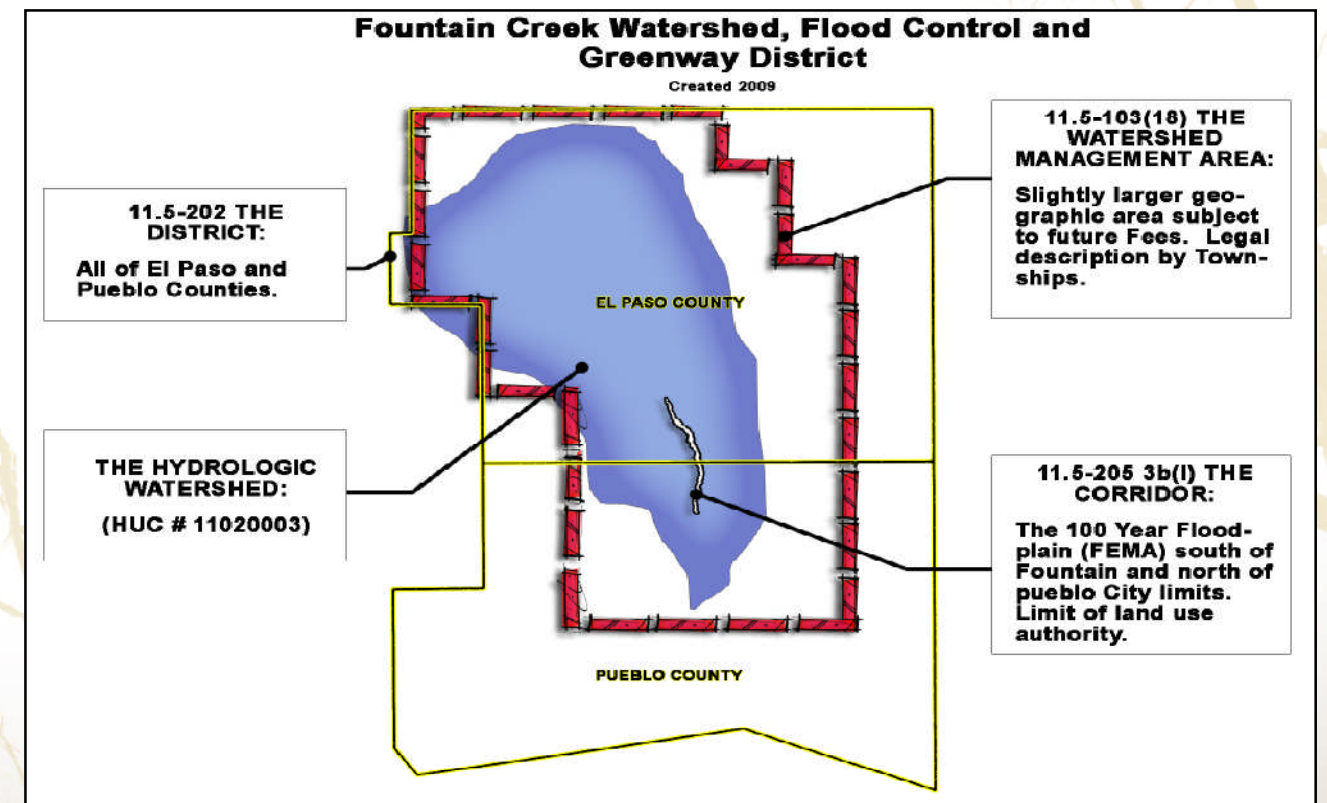 Fountain Creek Watershed, Flood Control and
Greenway District
Created 2009
11.5-202 THE
DISTRICT:
All of El Paso and
Pueblo Counties.
THE HYDROLOGIC
WATERSHED:
(HUC # 11020003)
EL PASO COUNTY
PUEBLO COUNTY
11.5-103(18) THE
WATERSHED
MANAGEMENT AREA:
Slightly larger geo-
graphic area subject
to future Fees. Legal
description by Town-
ships.
11.5-205 3b(I) THE
CORRIDOR:
The 100 Year Flood-
plain (FEMA) south of
Fountain and north of
pueblo City limits.
Limit of land use
authority.